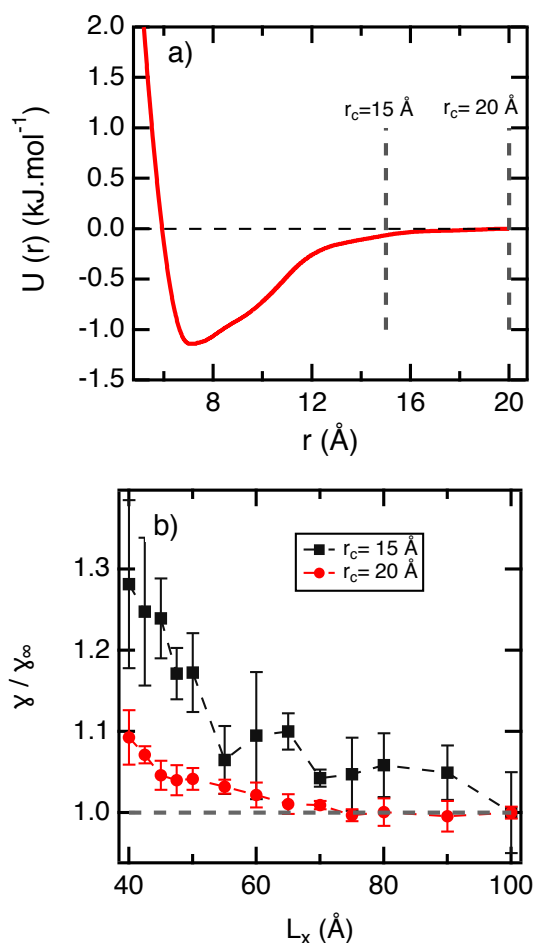 2.0
1.5
1.0
0.5
0.0
-0.5
-1.0
-1.5
U (r) (kJ.mol⁻¹)
a)
r_c=15 Å
r_c= 20 Å
8
12
16
20
r (Å)
b)
r_c= 15 Å
r_c= 20 Å
1.3
1.2
1.1
1.0
γ / γ∞
40
60
80
100
L_x (Å)